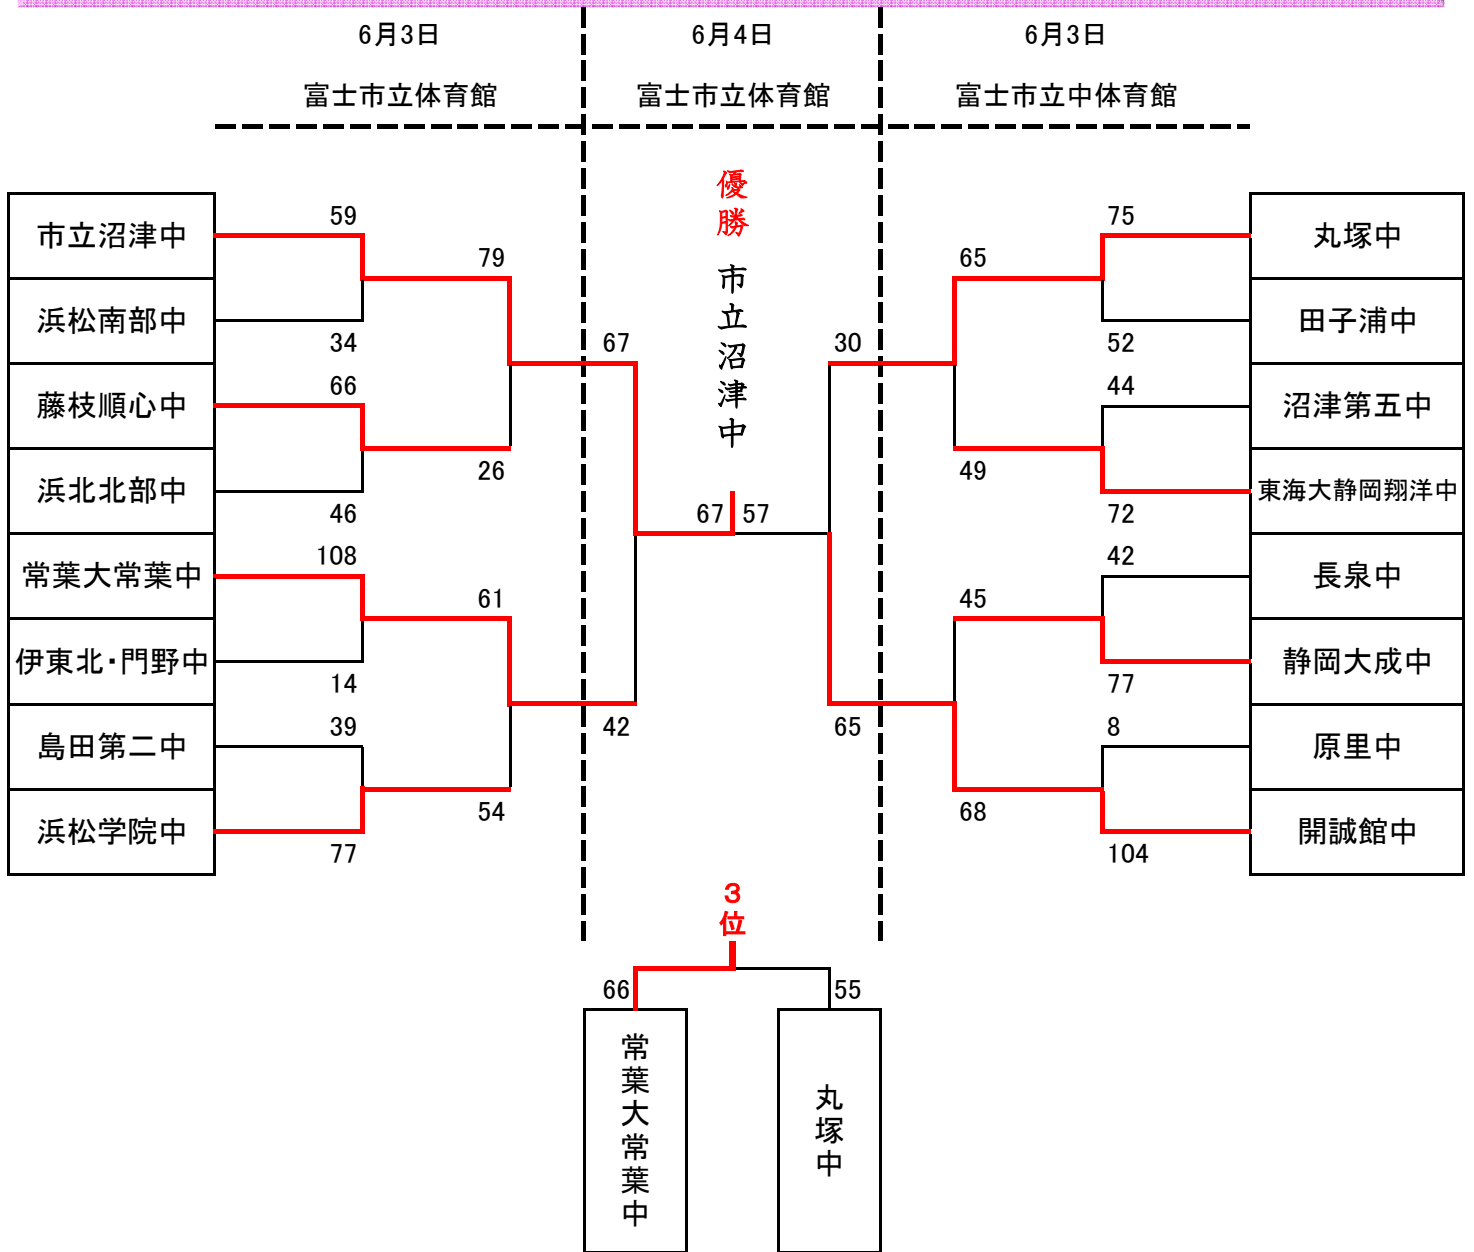 6月3日
6月4日
6月3日
富士市立体育館
富士市立体育館
富士市立中体育館
優勝 市立沼津中
市立沼津中
浜松南部中
藤枝順心中
浜北北部中
常葉大常葉中
伊東北・門野中
島田第二中
浜松学院中
59
34
66
46
108
14
39
77
79
26
61
54
67
42
67
57
30
65
65
49
45
68
75
52
44
72
42
77
8
104
丸塚中
田子浦中
沼津第五中
東海大静岡翔洋中
長泉中
静岡大成中
原里中
開誠館中
3位
66
55
常葉大常葉中
丸塚中